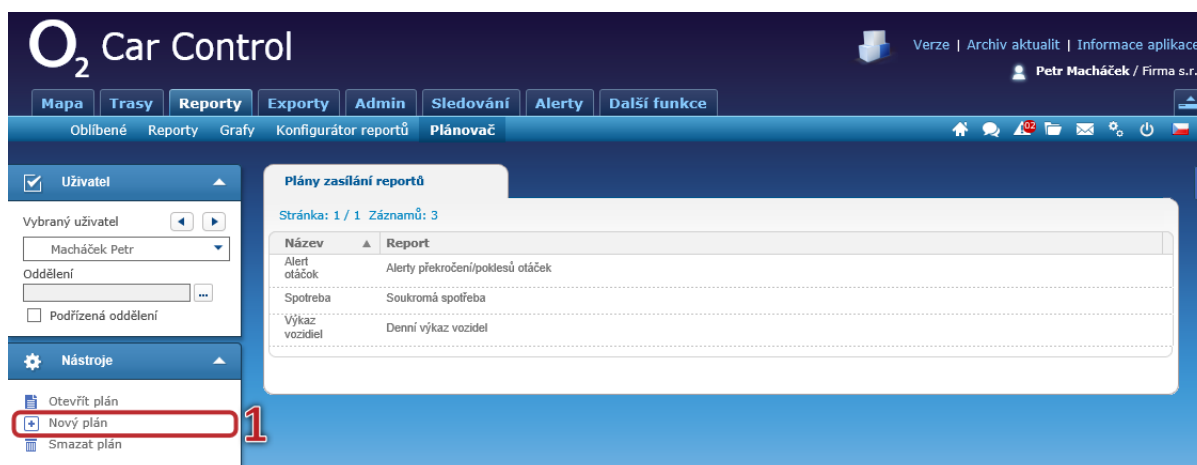 O2 Car Control
Verze | Archiv aktualit | Informace aplikace
Petr Macháček / Firma s.r.
Mapa Trasy Reporty Exporty Admin Sledování Alerty Další funkce
Oblíbené Reporty Grafy Konfigurátor reportů Plánovač
02
Uživatel
Vybraný uživatel
Macháček Petr
Oddělení
...
Podřízená oddělení
Nástroje
Otevřít plán
Nový plán
1
Smazat plán
Plány zasílání reportů
Stránka: 1 / 1 Záznamů: 3
Název Report
Alert
otáčok
Alerty překročení/poklesů otáček
Spotreba Soukromá spotřeba
Výkaz
vozidiel
Denní výkaz vozidel